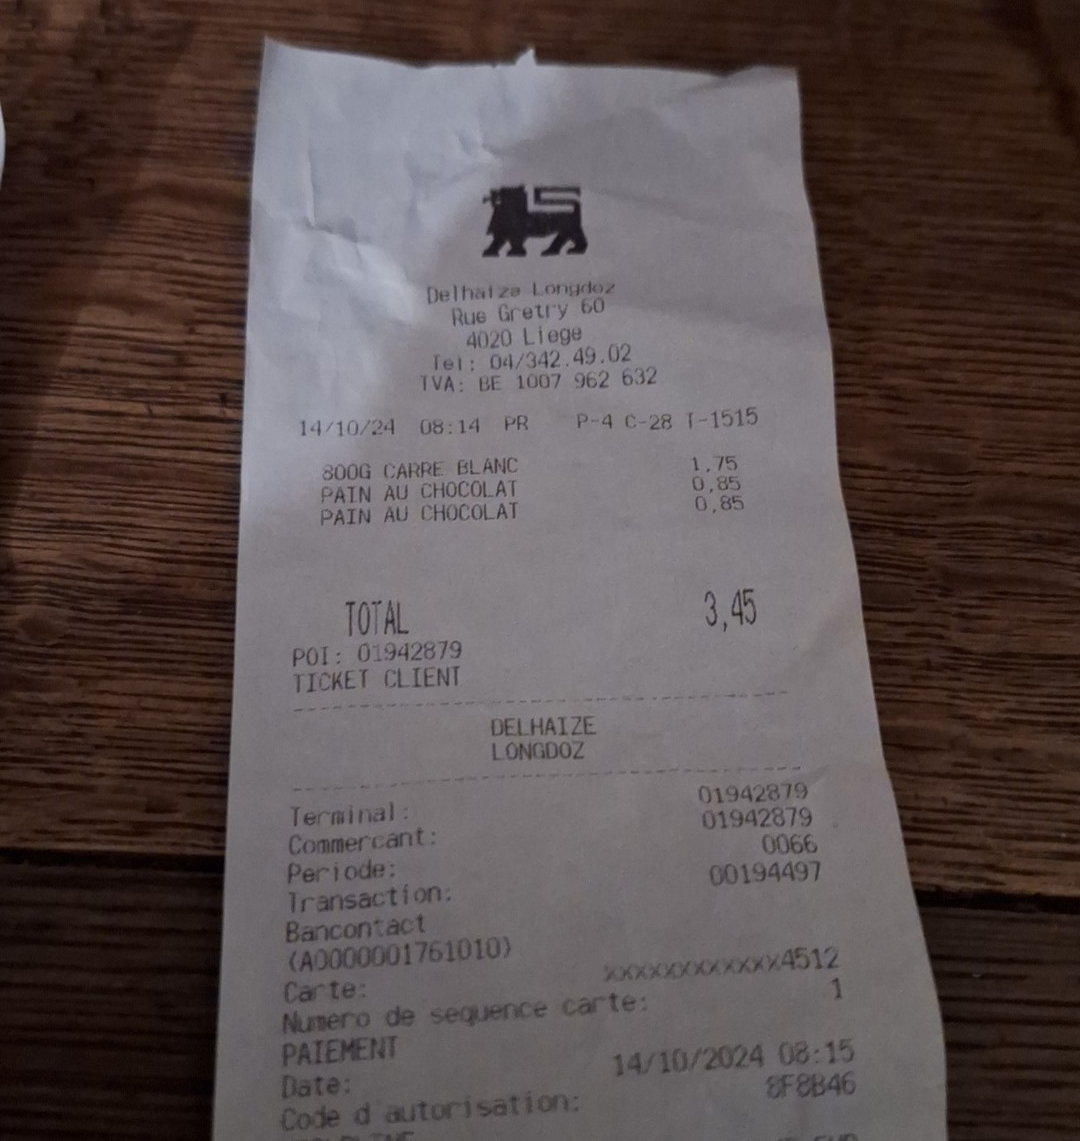 Delhaize Longdoz
Rue Gretry 60
4020 Liege
Tel: 04/342.49.02
TVA: BE 1007 962 632
14/10/24 08:14 PR P-4 C-28 T-1515
800G CARRE BLANC 1,75
PAIN AU CHOCOLAT 0,85
PAIN AU CHOCOLAT 0,85
TOTAL 3,45
POI: 01942879
TICKET CLIENT
DELHAIZE
LONGDOZ
Terminal: 01942879
Commercant: 01942879
Periode: 0066
Transaction: 00194497
Bancontact
(A0000001761010)
Carte: xxxxxxxxxxxxx4512
Numero de sequence carte: 1
PAIEMENT
Date: 14/10/2024 08:15
Code d'autorisation: 8F8B46